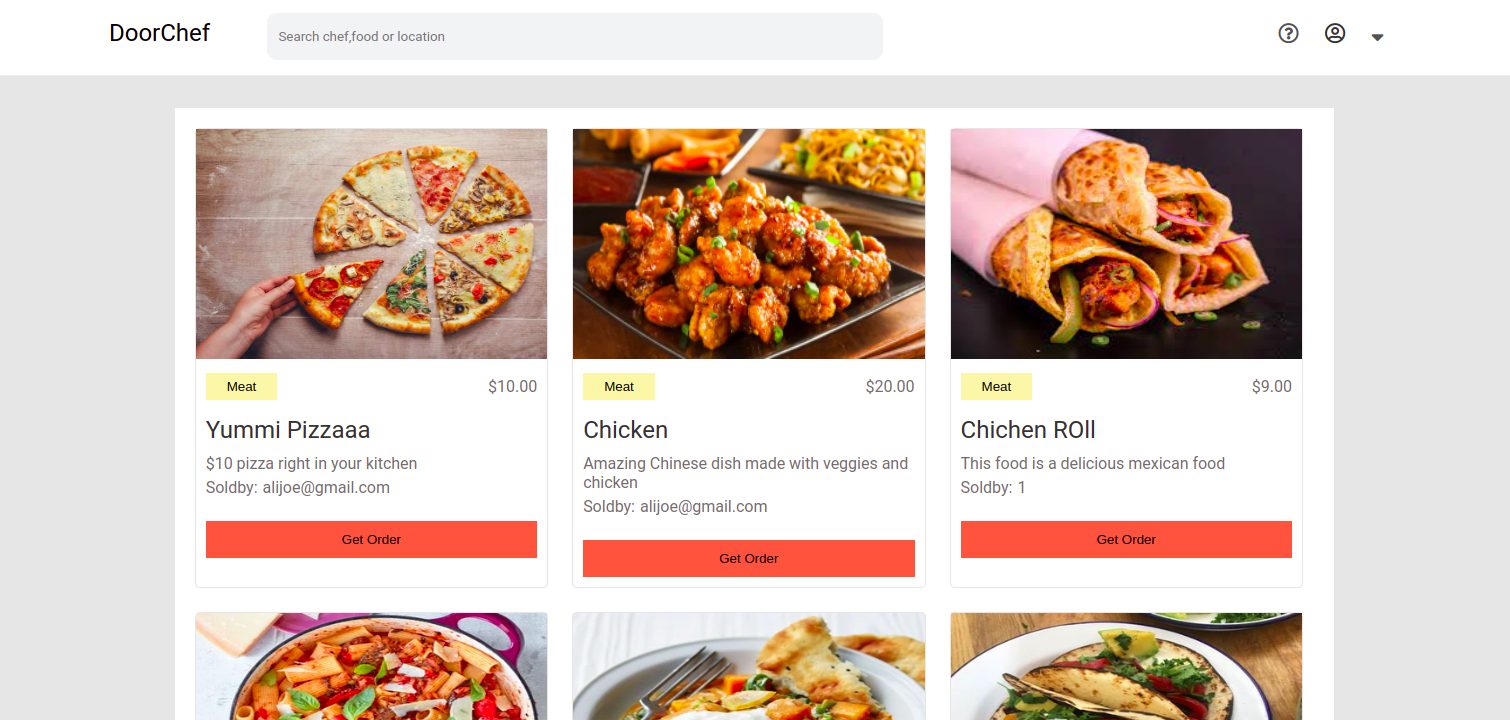 DoorChef
Search chef,food or location
Meat
$10.00
Yummi Pizzaaa
$10 pizza right in your kitchen
Soldby: alijoe@gmail.com
Get Order
Meat
$20.00
Chicken
Amazing Chinese dish made with veggies and
chicken
Soldby: alijoe@gmail.com
Get Order
Meat
$9.00
Chichen ROll
This food is a delicious mexican food
Soldby: 1
Get Order